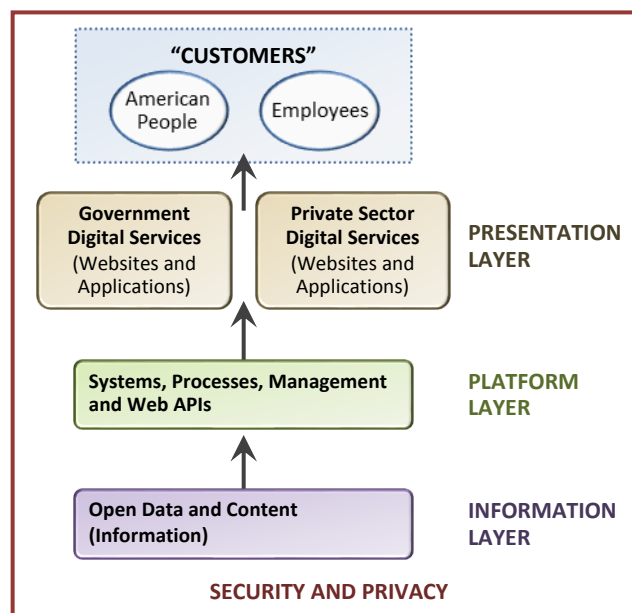 “CUSTOMERS”
American
People
Employees
Government
Digital Services
(Websites and
Applications)
Private Sector
Digital Services
(Websites and
Applications)
PRESENTATION
LAYER
Systems, Processes, Management
and Web APIs
PLATFORM
LAYER
Open Data and Content
(Information)
INFORMATION
LAYER
SECURITY AND PRIVACY